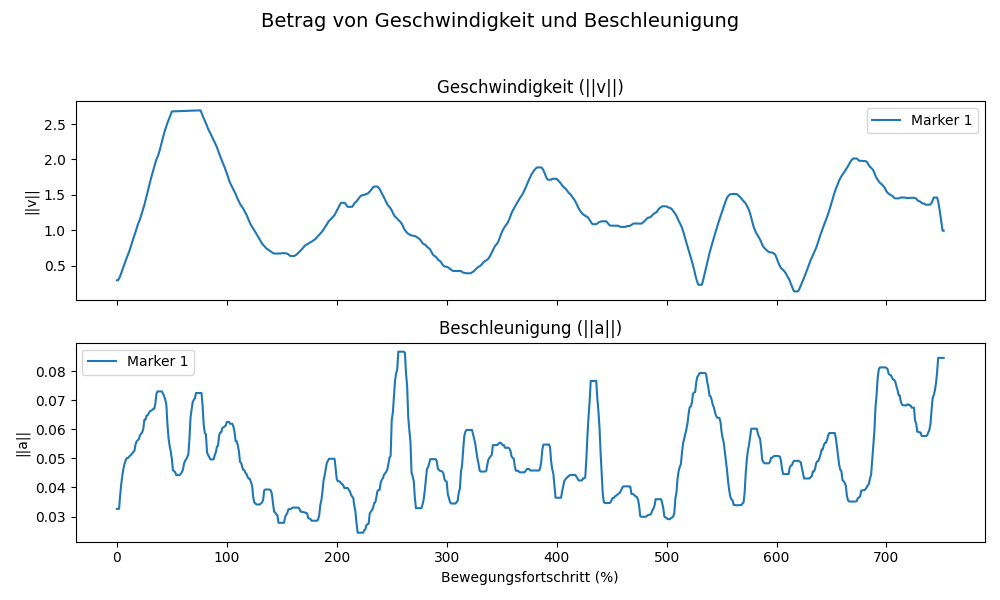 Betrag von Geschwindigkeit und Beschleunigung
Geschwindigkeit (||v||)
||v||
2.5
2.0
1.5
1.0
0.5
Marker 1
Beschleunigung (||a||)
||a||
0.08
0.07
0.06
0.05
0.04
0.03
Marker 1
0 100 200 300 400 500 600 700
Bewegungsfortschritt (%)